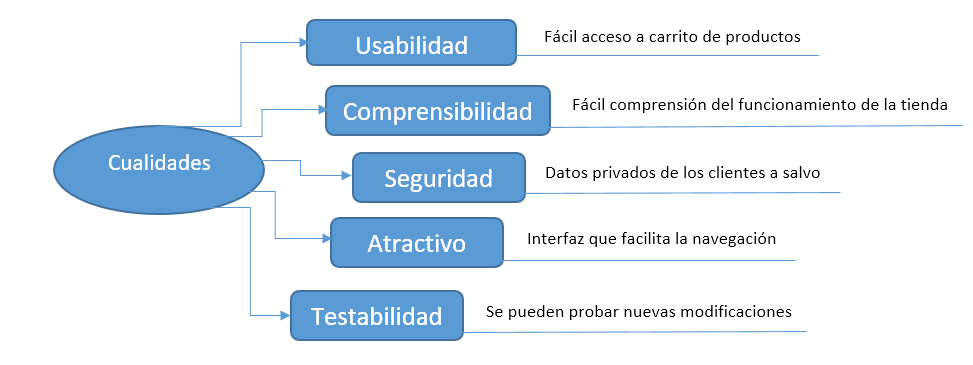 Cualidades
Usabilidad
Fácil acceso a carrito de productos
Comprensibilidad
Fácil comprensión del funcionamiento de la tienda
Seguridad
Datos privados de los clientes a salvo
Atractivo
Interfaz que facilita la navegación
Testabilidad
Se pueden probar nuevas modificaciones